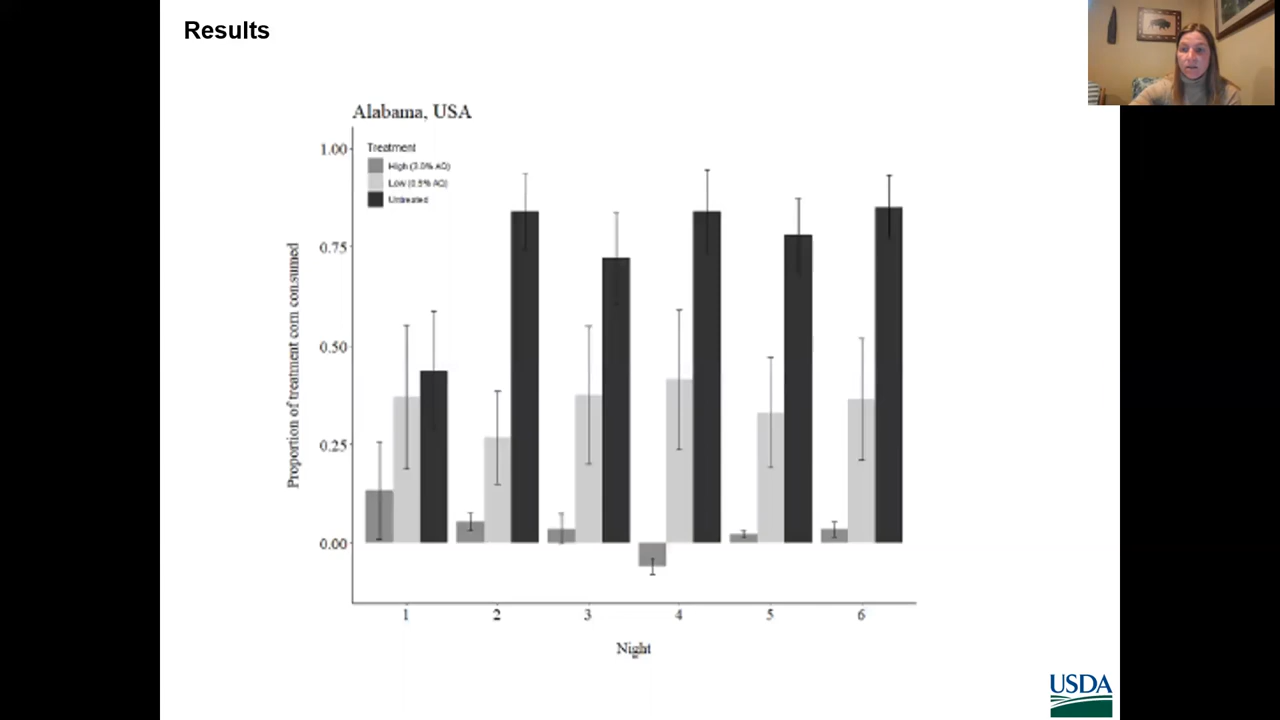 Results
Alabama, USA
Treatment
High (2.0% AQ)
Low (0.5% AQ)
Untreated
Proportion of treatment corn consumed
1.00
0.75
0.50
0.25
0.00
1 2 3 4 5 6
Night
USDA